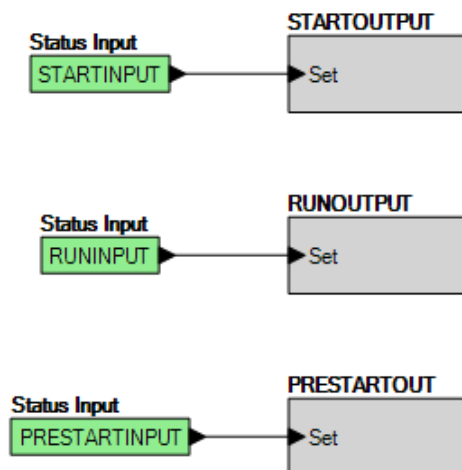 STARTOUTPUT
Status Input
STARTINPUT
Set
RUNOUTPUT
Status Input
RUNINPUT
Set
PRESTARTOUT
Status Input
PRESTARTINPUT
Set